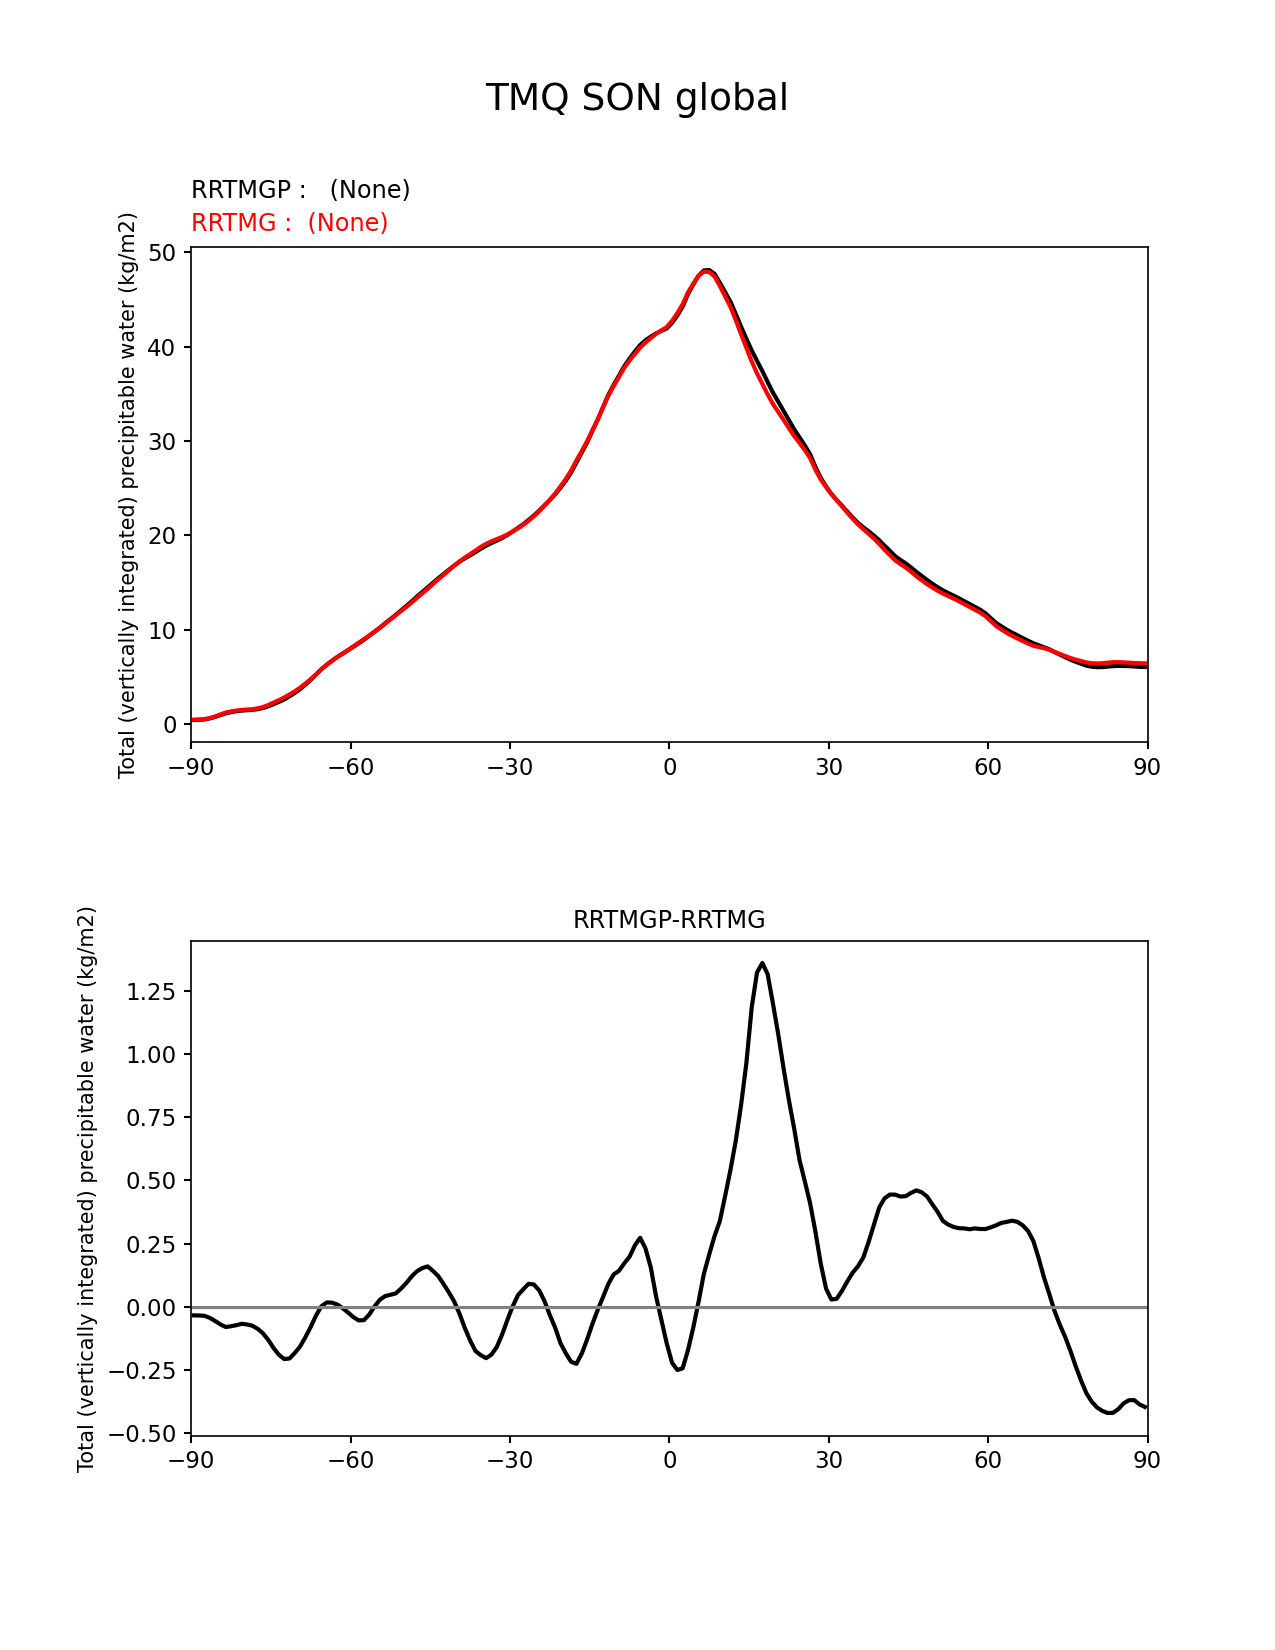 TMQ SON global
RRTMGP :   (None)
RRTMG :  (None)
Total (vertically integrated) precipitable water (kg/m2)
50
40
30
20
10
0
−90 −60 −30 0 30 60 90
RRTMGP-RRTMG
Total (vertically integrated) precipitable water (kg/m2)
1.25
1.00
0.75
0.50
0.25
0.00
−0.25
−0.50
−90 −60 −30 0 30 60 90